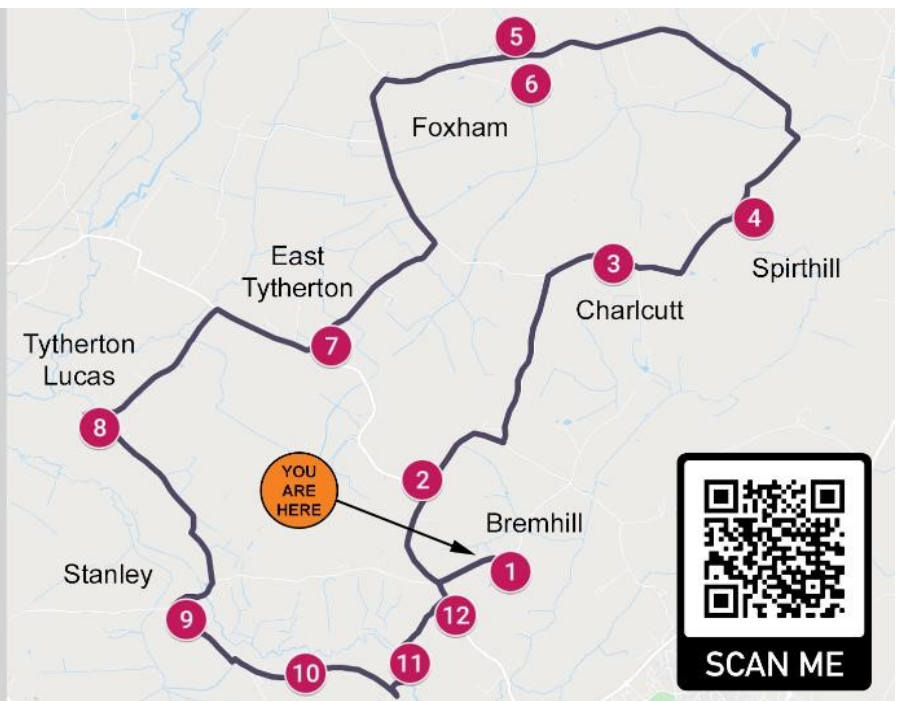 5
6
Foxham
4
East
Tytherton
3
Spirthill
Charlcutt
Tytherton
Lucas
7
8
YOU
ARE
HERE
2
Bremhill
1
Stanley
9
12
10
11
SCAN ME